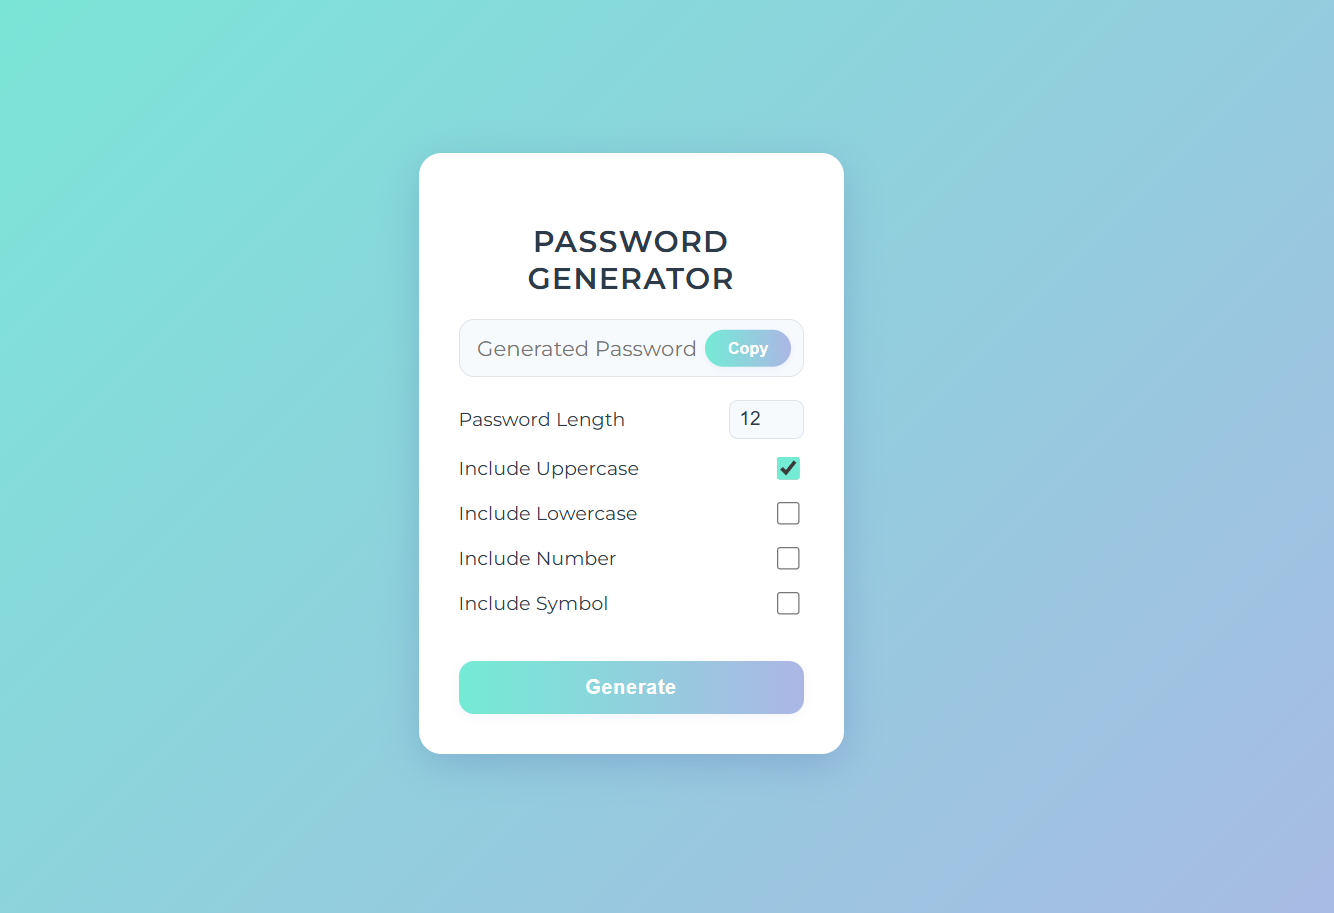 PASSWORD
GENERATOR
Generated Password Copy
Password Length 12
Include Uppercase
Include Lowercase
Include Number
Include Symbol
Generate